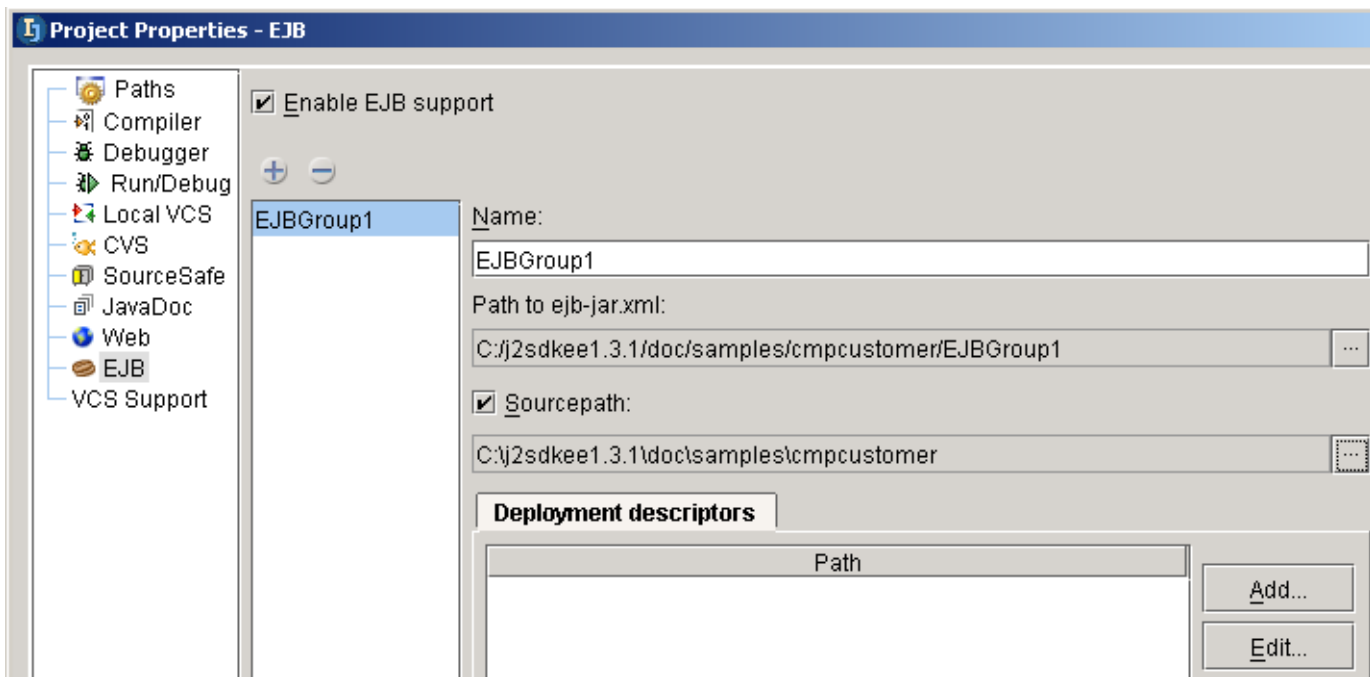 Project Properties - EJB
Paths
Compiler
Debugger
Run/Debug
Local VCS
CVS
SourceSafe
JavaDoc
Web
EJB
VCS Support
Enable EJB support
EJBGroup1
Name:
EJBGroup1
Path to ejb-jar.xml:
C:/j2sdkee1.3.1/doc/samples/cmpcustomer/EJBGroup1
...
Sourcepath:
C:\j2sdkee1.3.1\doc\samples\cmpcustomer
...
Deployment descriptors
Path
Add...
Edit...